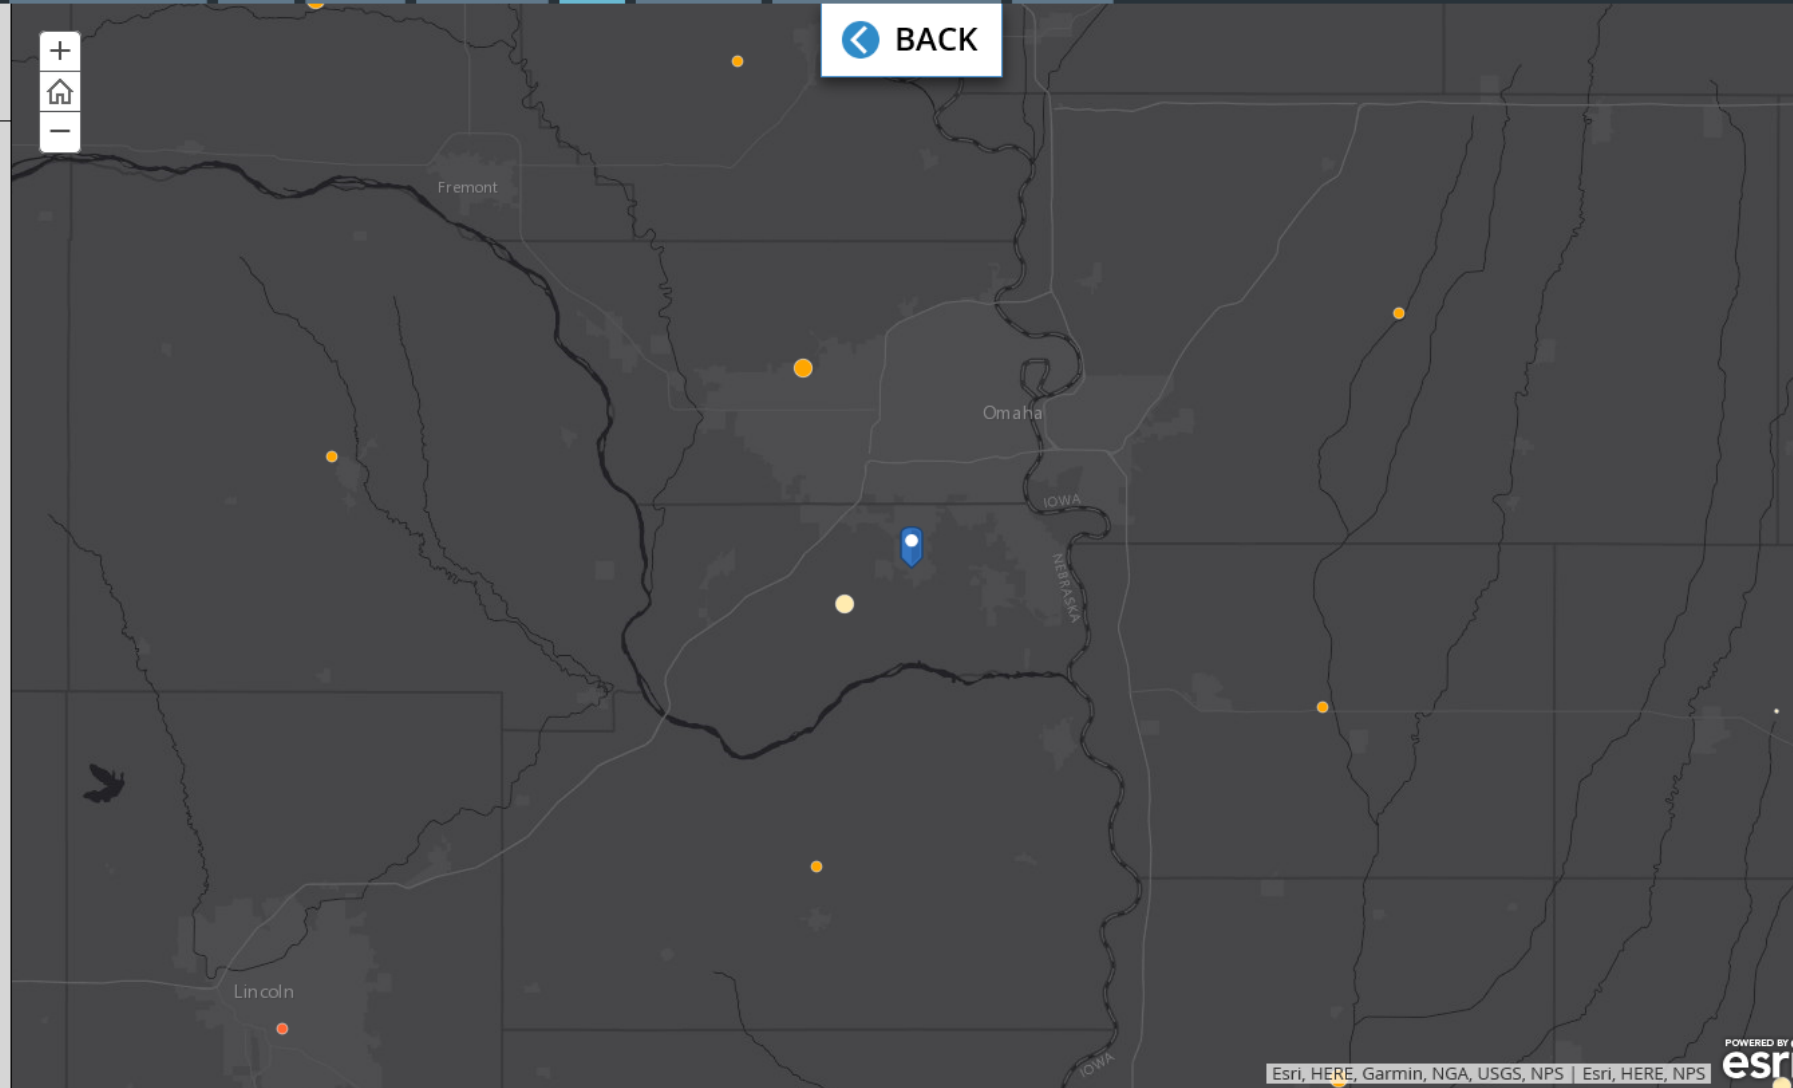 BACK
+
−
Fremont
Omaha
IOWA
NEBRASKA
Lincoln
IOWA
POWERED BY
esri
Esri, HERE, Garmin, NGA, USGS, NPS | Esri, HERE, NPS